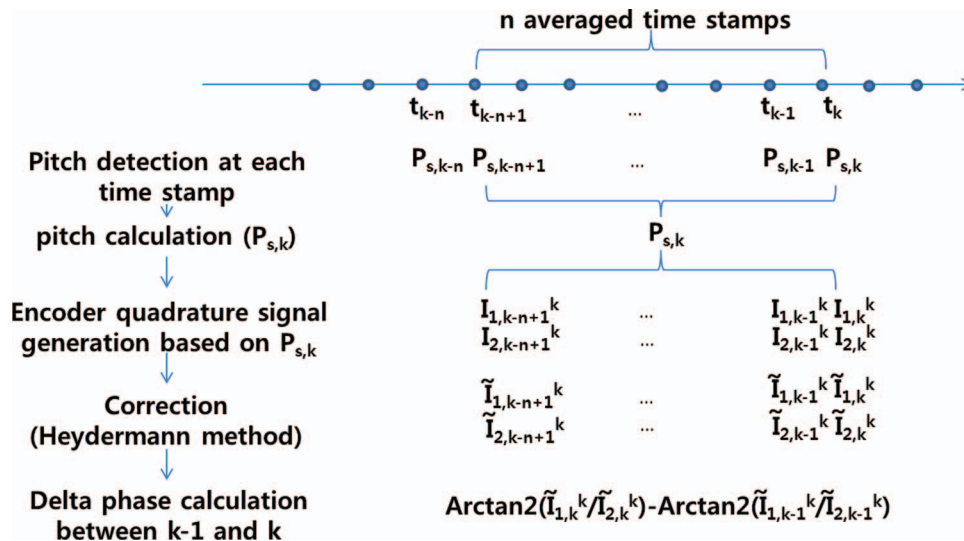 n averaged time stamps
t_{k-n} t_{k-n+1} ... t_{k-1} t_k
Pitch detection at each
time stamp
P_{s,k-n} P_{s,k-n+1} ... P_{s,k-1} P_{s,k}
pitch calculation (P_{s,k})
P_{s,k}
Encoder quadrature signal
generation based on P_{s,k}
I_{1,k-n+1}^k ... I_{1,k-1}^k I_{1,k}^k
I_{2,k-n+1}^k ... I_{2,k-1}^k I_{2,k}^k
Correction
(Heydermann method)
Ĩ_{1,k-n+1}^k ... Ĩ_{1,k-1}^k Ĩ_{1,k}^k
Ĩ_{2,k-n+1}^k ... Ĩ_{2,k-1}^k Ĩ_{2,k}^k
Delta phase calculation
between k-1 and k
Arctan2(Ĩ_{1,k}^k/Ĩ_{2,k}^k)-Arctan2(Ĩ_{1,k-1}^k/Ĩ_{2,k-1}^k)